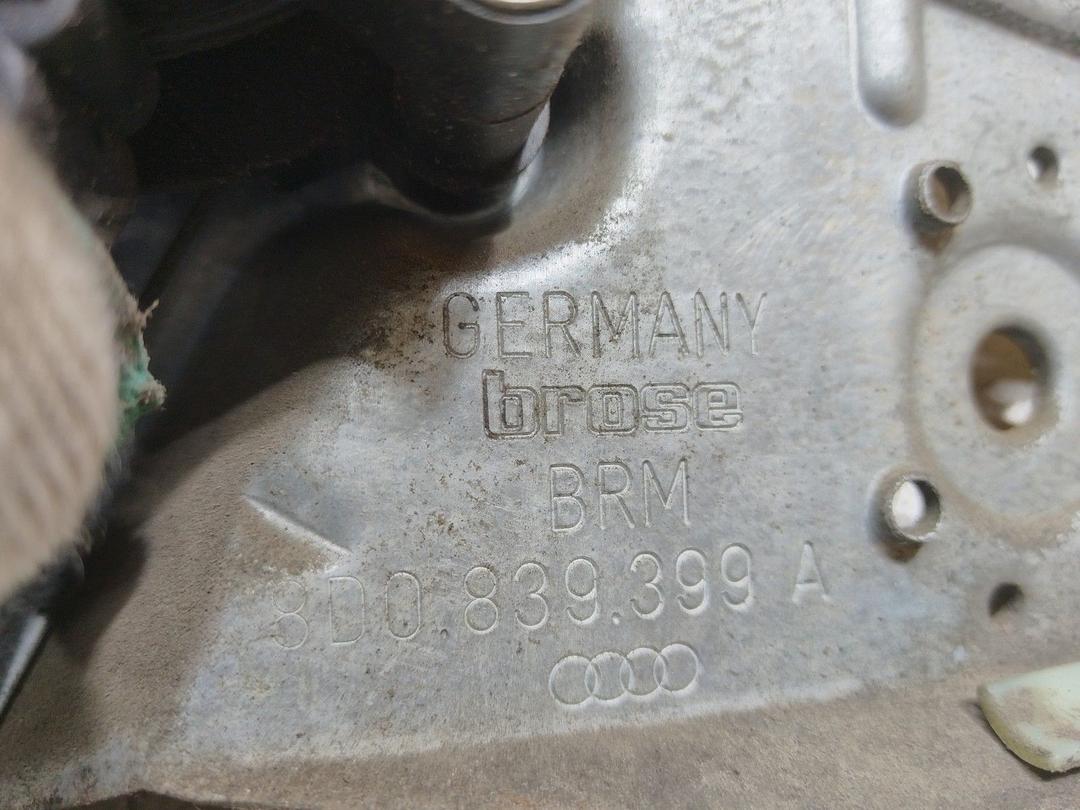 GERMANY
brose
BRM
8D0.839.399 A